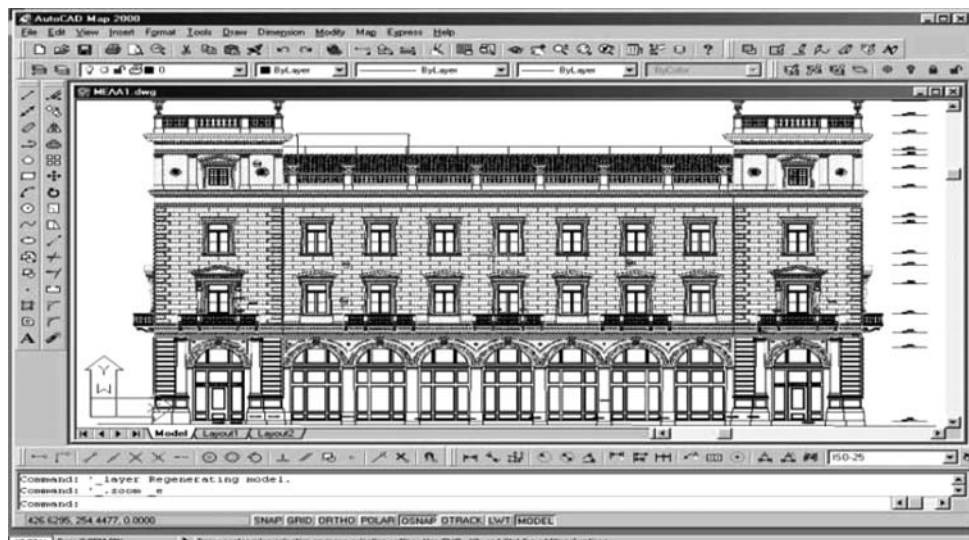 AutoCAD Map 2000
File Edit View Insert Format Tools Draw Dimension Modify Map Express Help
0 ByLayer ByLayer ByLayer ByColor
ΜΕΛΑ1.dwg
Y
W
X
Model Layout1 Layout2
ISO-25
Command: '_layer Regenerating model.
Command: '_.zoom _e
Command:
426.6295, 254.4477, 0.0000 SNAP GRID ORTHO POLAR OSNAP OTRACK LWT MODEL